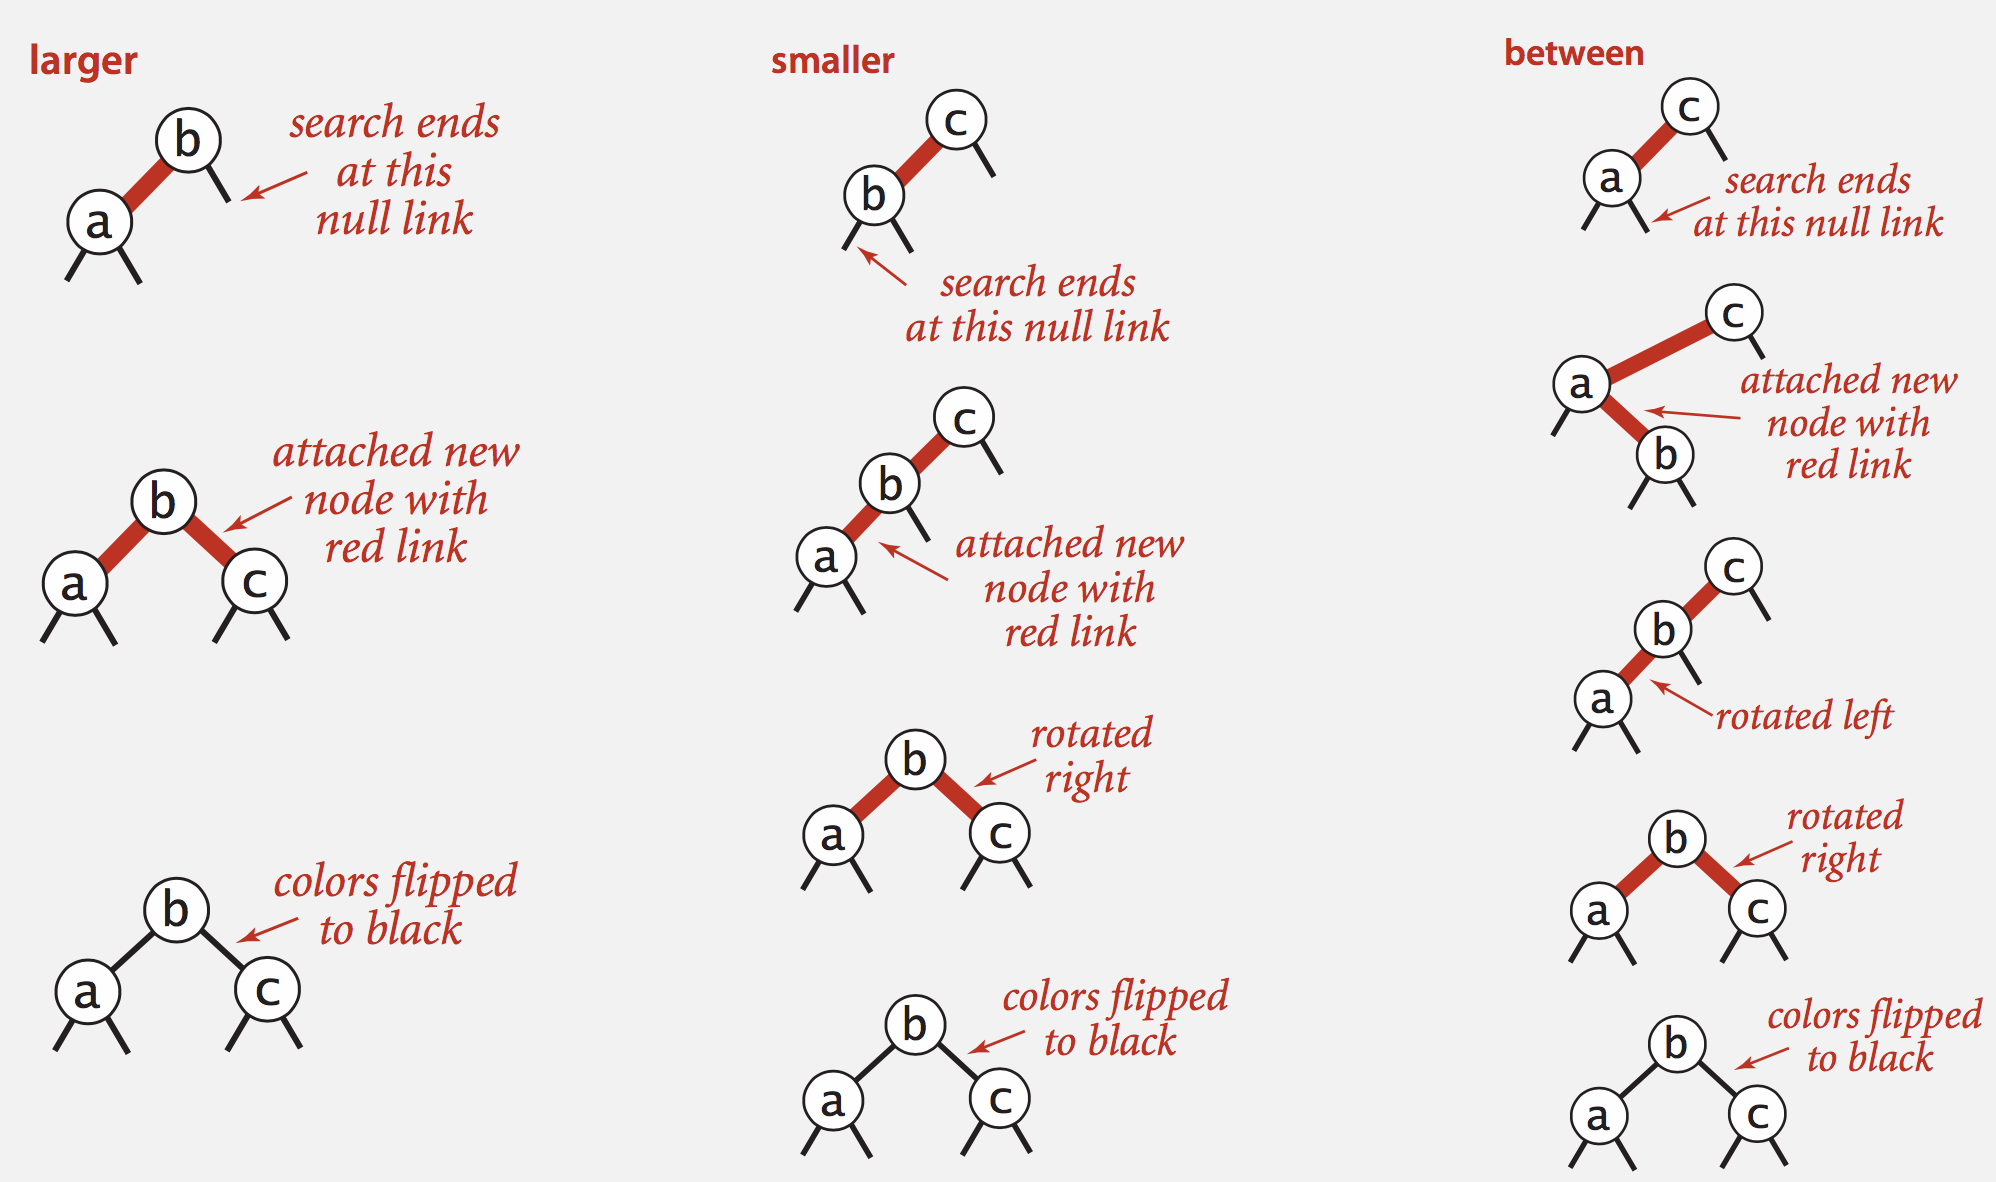 larger
b
search ends
at this
null link
a
attached new
node with
red link
b
a
c
colors flipped
to black
b
a
c
smaller
c
b
search ends
at this null link
c
b
a
attached new
node with
red link
rotated
right
b
a
c
colors flipped
to black
b
a
c
between
c
a
search ends
at this null link
c
a
attached new
node with
red link
b
c
b
a
rotated left
rotated
right
b
a
c
colors flipped
to black
b
a
c